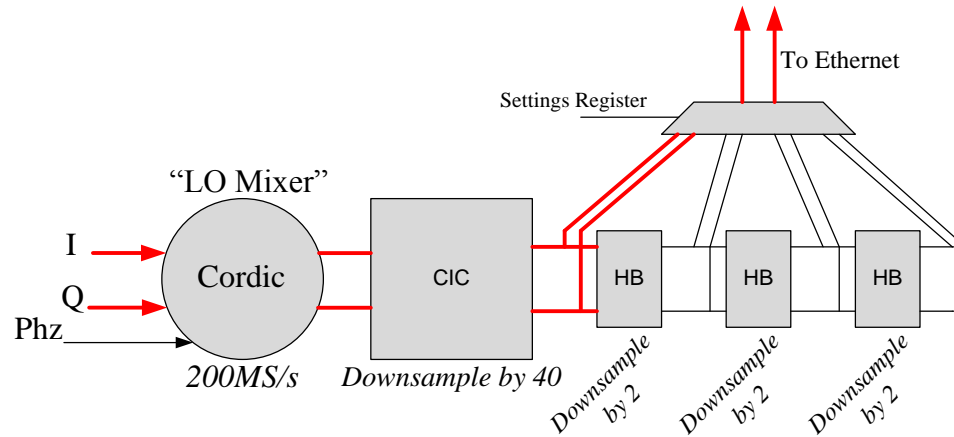 To Ethernet
Settings Register
“LO Mixer”
I
Q
Phz
Cordic
CIC
HB
HB
HB
200MS/s
Downsample by 40
Downsample
by 2
Downsample
by 2
Downsample
by 2